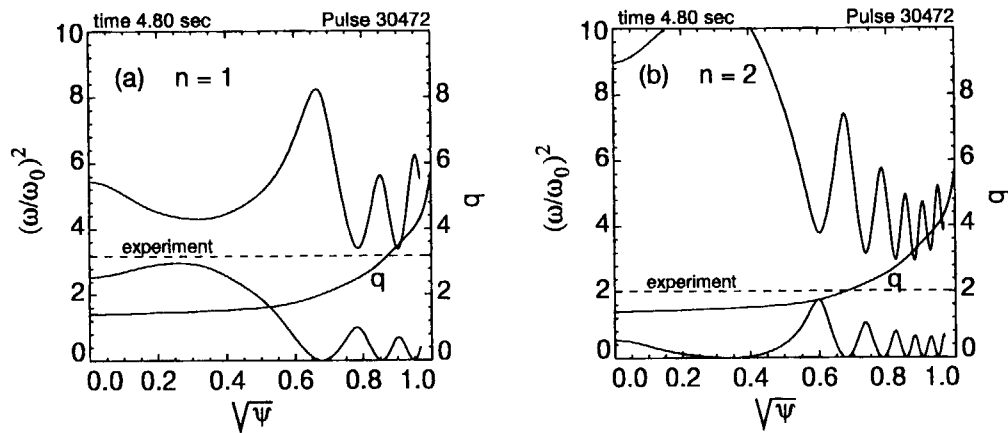 time 4.80 sec Pulse 30472
(a) n = 1
10
8
6
4
2
0
(ω/ω₀)²
experiment
q
8
6
4
2
0
q
0.0 0.2 0.4 0.6 0.8 1.0
√ψ
time 4.80 sec Pulse 30472
(b) n = 2
10
8
6
4
2
0
(ω/ω₀)²
experiment
q
8
6
4
2
0
q
0.0 0.2 0.4 0.6 0.8 1.0
√ψ